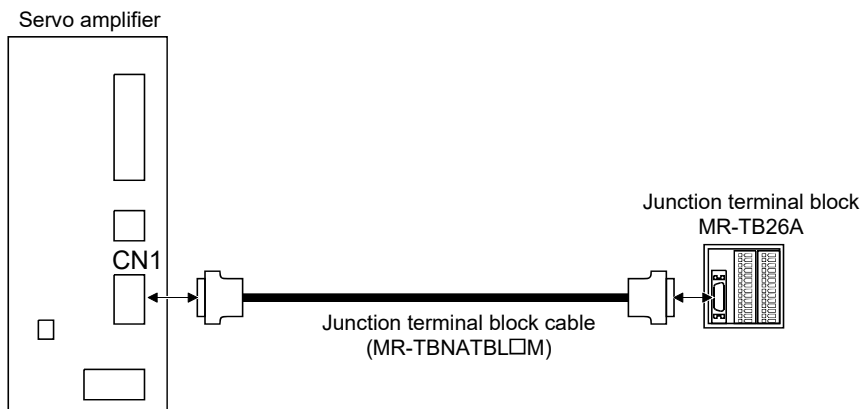 Servo amplifier
Junction terminal block
MR-TB26A
CN1
Junction terminal block cable
(MR-TBNATBL□M)